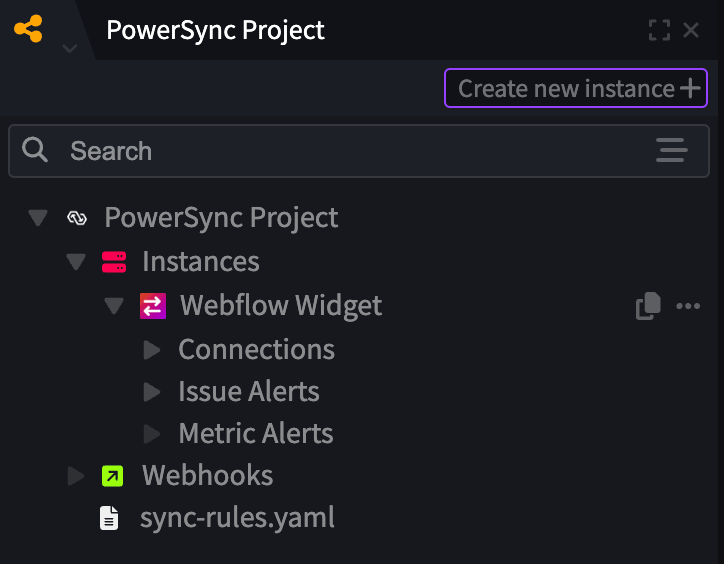 PowerSync Project
Create new instance
Search
PowerSync Project
Instances
Webflow Widget
Connections
Issue Alerts
Metric Alerts
Webhooks
sync-rules.yaml